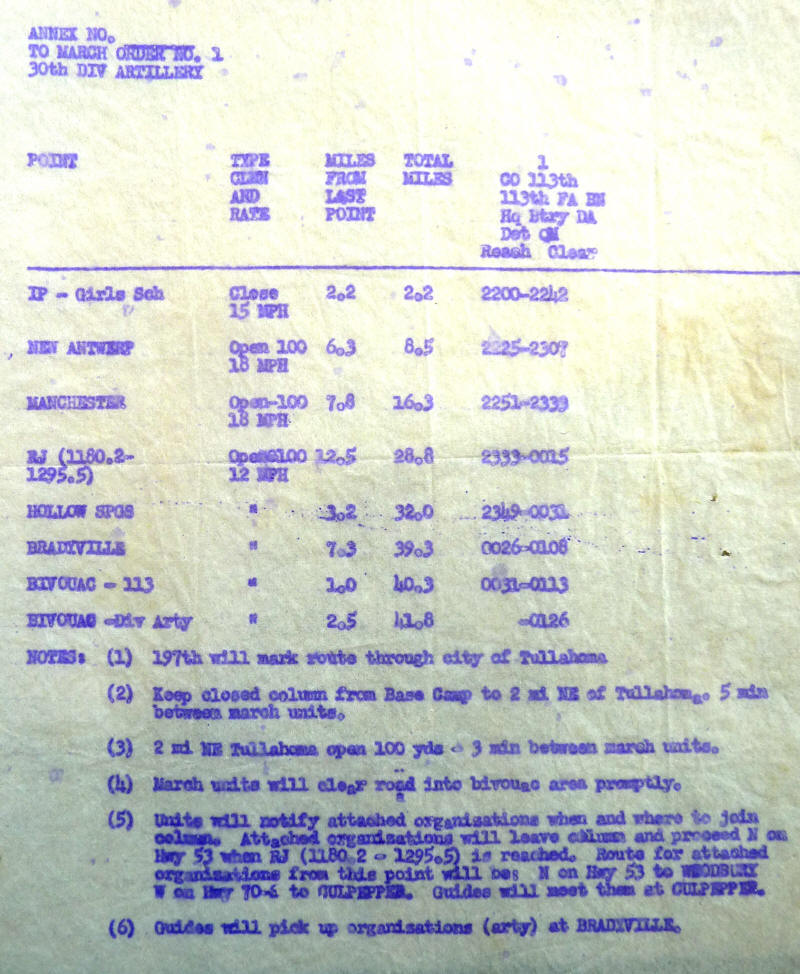 ANNEX NO.
TO MARCH ORDER NO. 1
30th DIV ARTILLERY
POINT TYPE MILES TOTAL 1
CLMN FROM MILES CO 113th
AND LAST 113th FA BN
RATE POINT Hq Btry DA
Det QM
Reach Clear
IP - Girls Sch Close 2.2 2.2 2200-2242
15 MPH
NEW ANTWERP Open 100 6.3 8.5 2225-2307
18 MPH
MANCHESTER Open-100 7.8 16.3 2251-2333
18 MPH
RJ (1180.2- Open 100 12.5 28.8 2333-0015
1295.5) 12 MPH
HOLLOW SPGS " 3.2 32.0 2349-0031
BRADYVILLE " 7.3 39.3 0026-0108
BIVOUAC - 113 " 1.0 40.3 0031-0113
BIVOUAC -Div Arty " 2.5 41.8 -0126
NOTES: (1) 197th will mark route through city of Tullahoma
(2) Keep closed column from Base Camp to 2 mi NE of Tullahoma. 5 min
between march units.
(3) 2 mi NE Tullahoma open 100 yds - 3 min between march units.
(4) March units will clear road into bivouac area promptly.
(5) Units will notify attached organizations when and where to join
column. Attached organizations will leave column and proceed N on
Hwy 53 when RJ (1180.2 - 1295.5) is reached. Route for attached
organizations from this point will be: N on Hwy 53 to WOODBURY
W on Hwy 70-  to CULPEPPER. Guides will meet them at CULPEPPER.
(6) Guides will pick up organizations (arty) at BRADYVILLE.